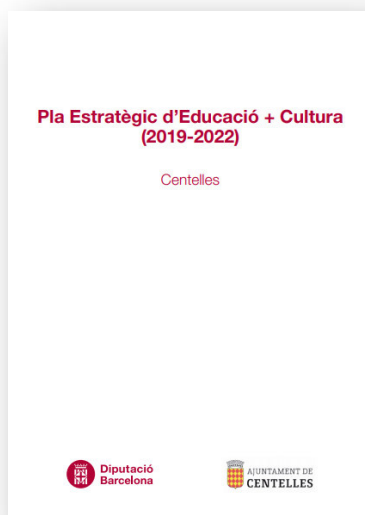 Pla Estratègic d'Educació + Cultura
(2019-2022)
Centelles
Diputació
Barcelona
AJUNTAMENT DE
CENTELLES